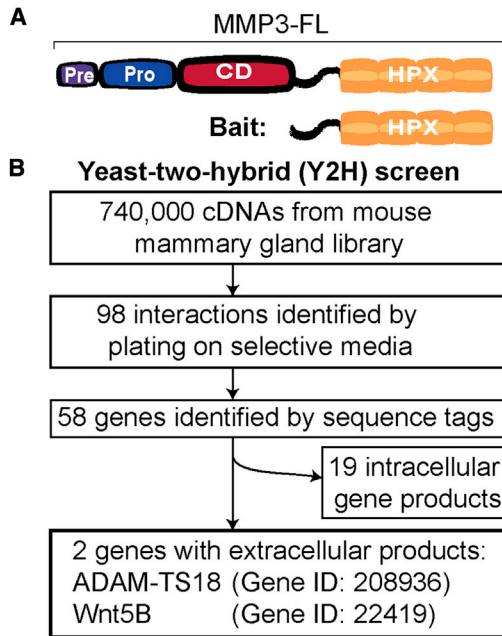 A
MMP3-FL
Pre Pro CD HPX
Bait: HPX
B Yeast-two-hybrid (Y2H) screen
740,000 cDNAs from mouse
mammary gland library
98 interactions identified by
plating on selective media
58 genes identified by sequence tags
19 intracellular
gene products
2 genes with extracellular products:
ADAM-TS18 (Gene ID: 208936)
Wnt5B (Gene ID: 22419)